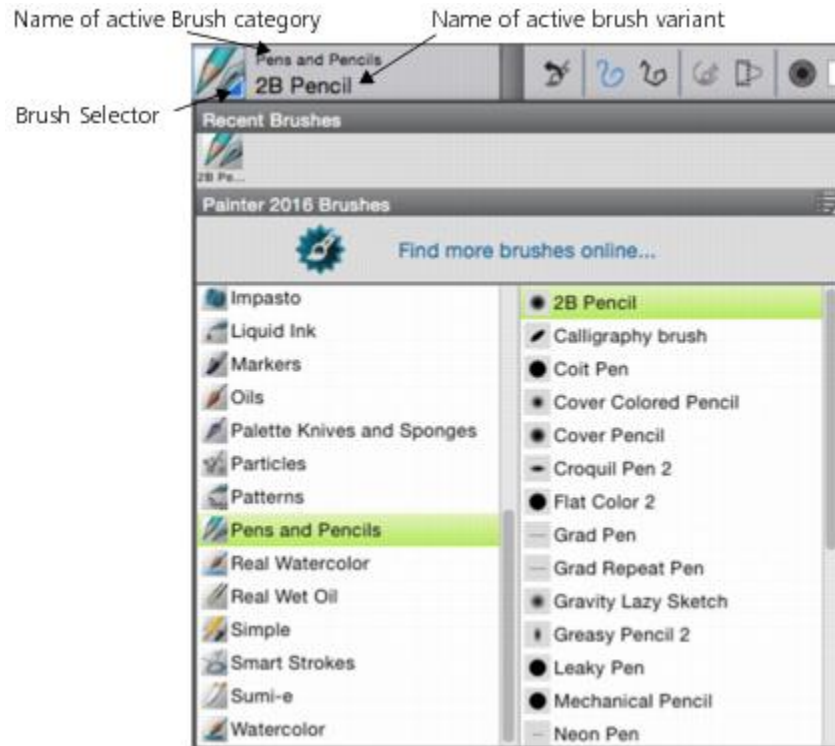 Name of active Brush category
Name of active brush variant
Pens and Pencils
2B Pencil
Brush Selector
Recent Brushes
2B Pe...
Painter 2016 Brushes
Find more brushes online...
Impasto
Liquid Ink
Markers
Oils
Palette Knives and Sponges
Particles
Patterns
Pens and Pencils
Real Watercolor
Real Wet Oil
Simple
Smart Strokes
Sumi-e
Watercolor
2B Pencil
Calligraphy brush
Coit Pen
Cover Colored Pencil
Cover Pencil
Croquil Pen 2
Flat Color 2
Grad Pen
Grad Repeat Pen
Gravity Lazy Sketch
Greasy Pencil 2
Leaky Pen
Mechanical Pencil
Neon Pen